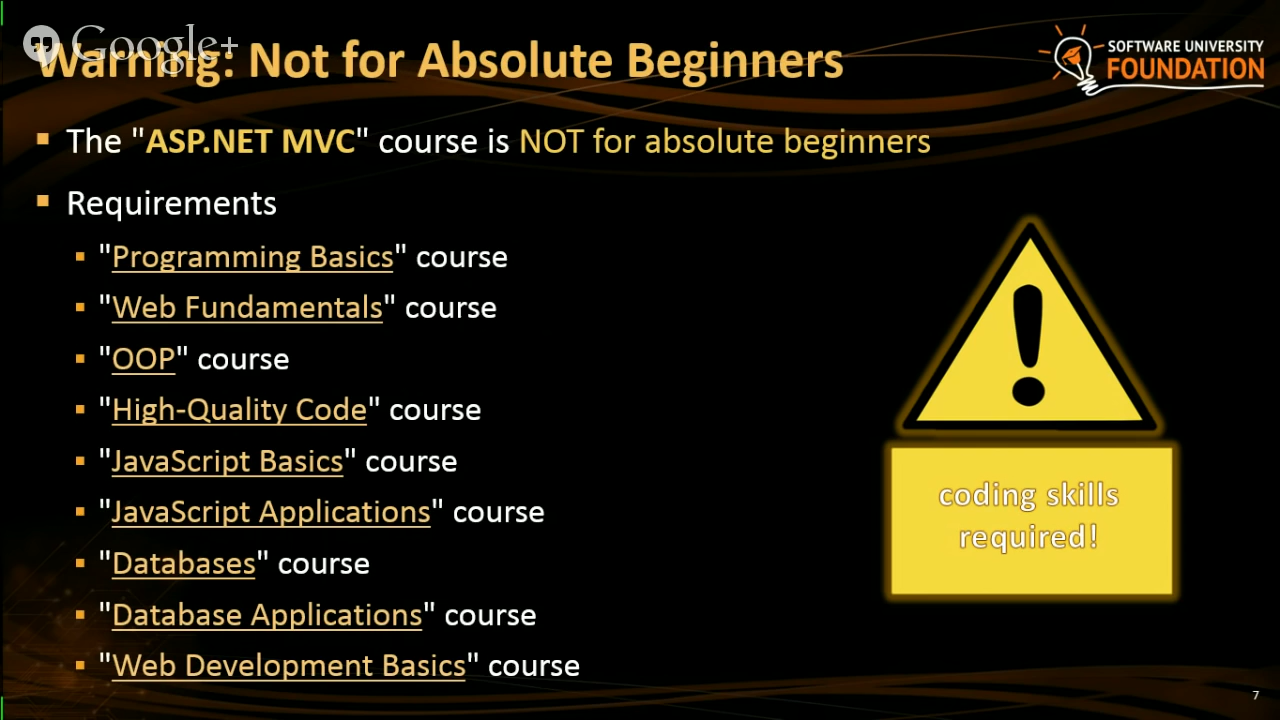 Google+
Warning: Not for Absolute Beginners
SOFTWARE UNIVERSITY
FOUNDATION
▪ The "ASP.NET MVC" course is NOT for absolute beginners
▪ Requirements
▪ "Programming Basics" course
▪ "Web Fundamentals" course
▪ "OOP" course
▪ "High-Quality Code" course
▪ "JavaScript Basics" course
▪ "JavaScript Applications" course
▪ "Databases" course
▪ "Database Applications" course
▪ "Web Development Basics" course
coding skills
required!
7